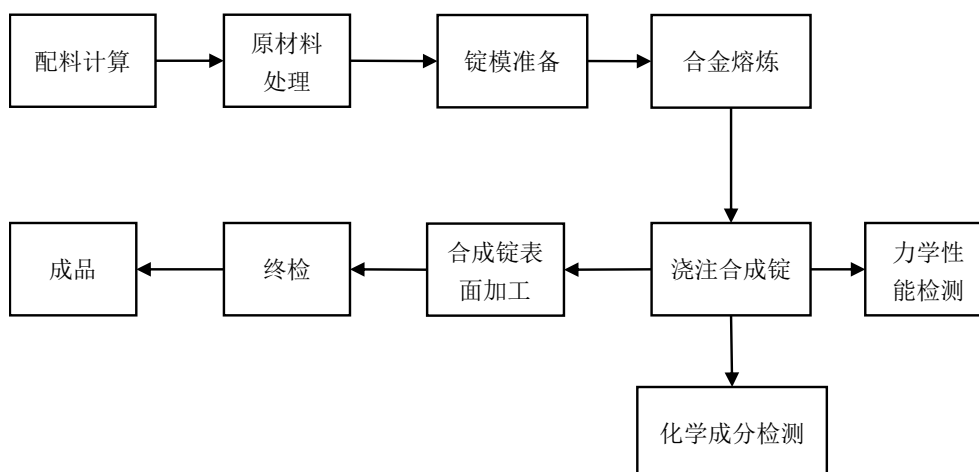 配料计算
原材料
处理
锭模准备
合金熔炼
成品
终检
合成锭表
面加工
浇注合成锭
力学性
能检测
化学成分检测